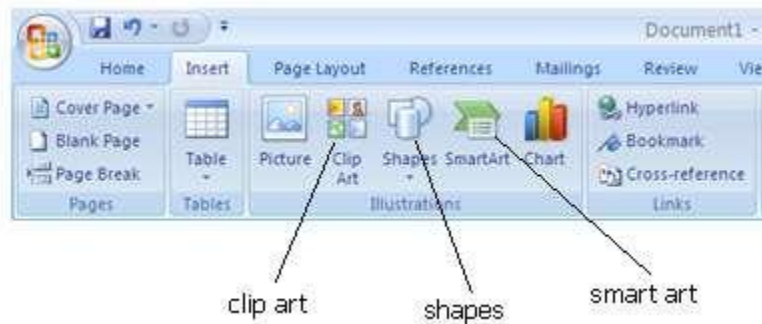 Document1 -
Home Insert Page Layout References Mailings Review Vie
Cover Page
Blank Page
Page Break
Table
Picture
Clip Art
Shapes
SmartArt
Chart
Hyperlink
Bookmark
Cross-reference
Pages Tables Illustrations Links
clip art
shapes
smart art